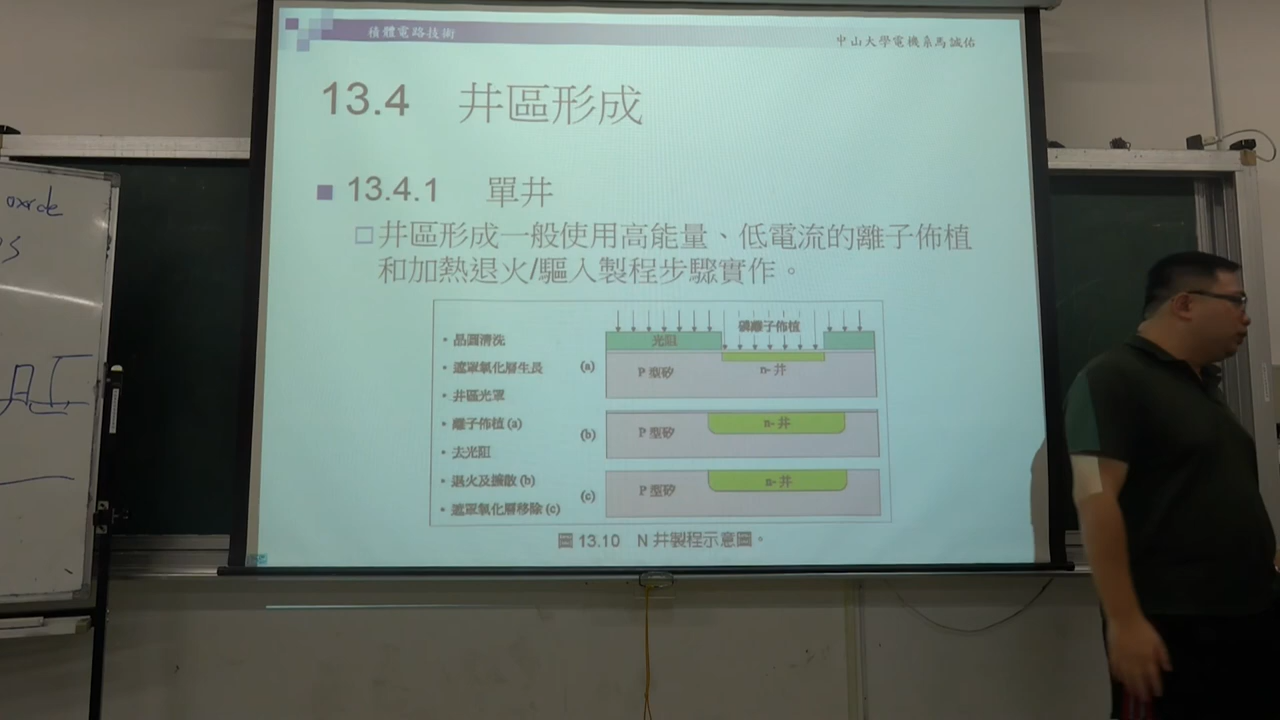 積體電路技術
中山大學電機系馬誠佑
13.4 井區形成
13.4.1 單井
井區形成一般使用高能量、低電流的離子佈植
和加熱退火/驅入製程步驟實作。
• 晶圓清洗
• 遮罩氧化層生長
• 井區光罩
• 離子佈植 (a)
• 去光阻
• 退火及擴散 (b)
• 遮罩氧化層移除 (c)
磷離子佈植
光阻
(a)
P 型矽
n- 井
(b)
P 型矽
n- 井
(c)
P 型矽
n- 井
圖 13.10 N 井製程示意圖。
oxide